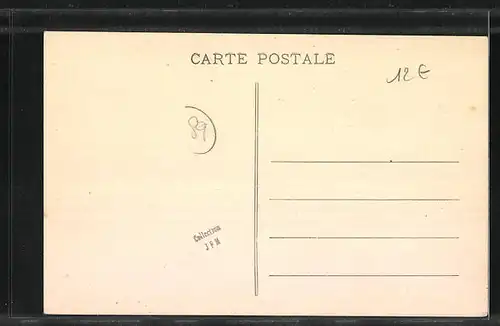 CARTE POSTALE
12 €
89
Collection
J P M